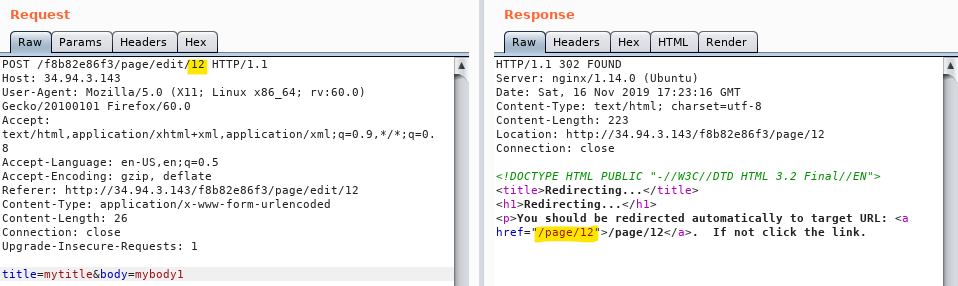 Request
Raw Params Headers Hex
POST /f8b82e86f3/page/edit/12 HTTP/1.1
Host: 34.94.3.143
User-Agent: Mozilla/5.0 (X11; Linux x86_64; rv:60.0)
Gecko/20100101 Firefox/60.0
Accept:
text/html,application/xhtml+xml,application/xml;q=0.9,*/*;q=0.
8
Accept-Language: en-US,en;q=0.5
Accept-Encoding: gzip, deflate
Referer: http://34.94.3.143/f8b82e86f3/page/edit/12
Content-Type: application/x-www-form-urlencoded
Content-Length: 26
Connection: close
Upgrade-Insecure-Requests: 1
title=mytitle&body=mybody1
Response
Raw Headers Hex HTML Render
HTTP/1.1 302 FOUND
Server: nginx/1.14.0 (Ubuntu)
Date: Sat, 16 Nov 2019 17:23:16 GMT
Content-Type: text/html; charset=utf-8
Content-Length: 223
Location: http://34.94.3.143/f8b82e86f3/page/12
Connection: close
<!DOCTYPE HTML PUBLIC "-//W3C//DTD HTML 3.2 Final//EN">
<title>Redirecting...</title>
<h1>Redirecting...</h1>
<p>You should be redirected automatically to target URL: <a
href="/page/12">/page/12</a>.  If not click the link.